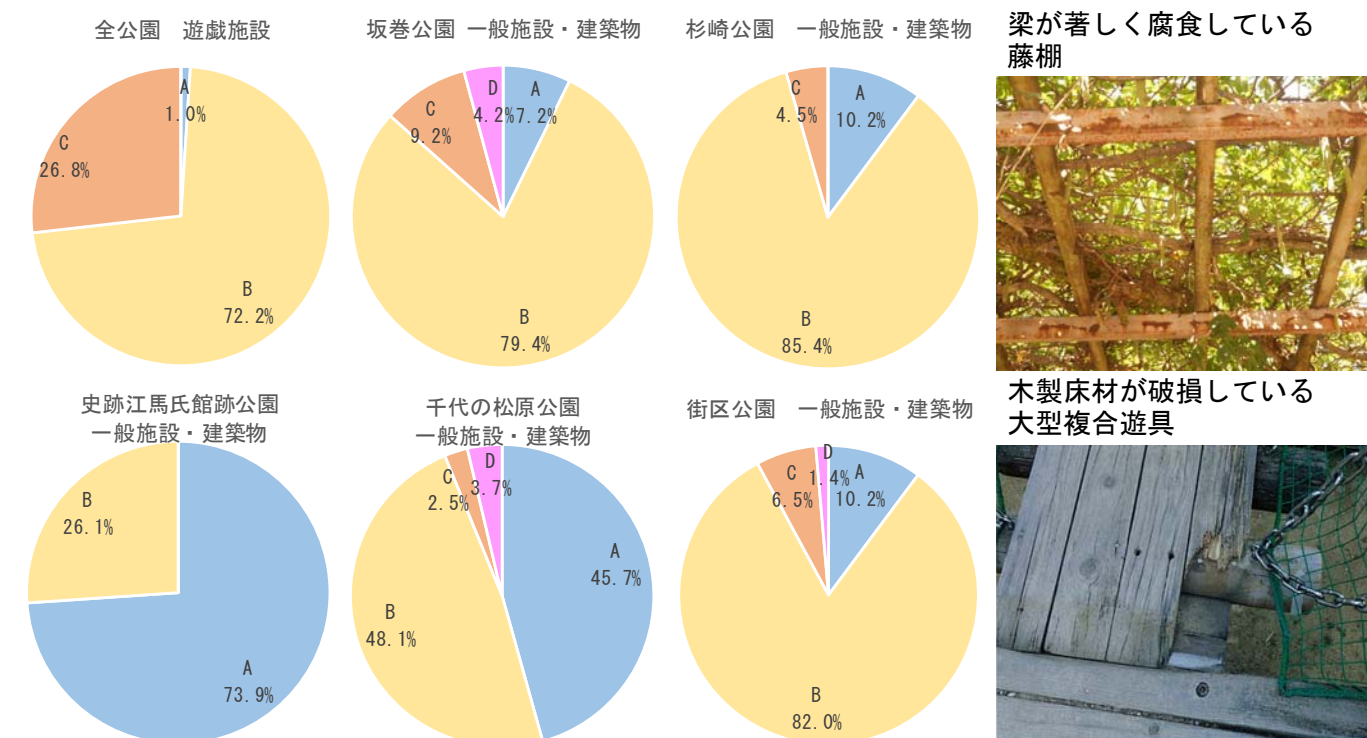 全公園　遊戯施設
A
1.0%
C
26.8%
B
72.2%
坂巻公園 一般施設・建築物
D
4.2%
A
7.2%
C
9.2%
B
79.4%
杉崎公園　一般施設・建築物
C
4.5%
A
10.2%
B
85.4%
梁が著しく腐食している
藤棚
史跡江馬氏館跡公園
一般施設・建築物
B
26.1%
A
73.9%
千代の松原公園
一般施設・建築物
C
2.5%
D
3.7%
A
45.7%
B
48.1%
街区公園　一般施設・建築物
C
6.5%
D
1.4%
A
10.2%
B
82.0%
木製床材が破損している
大型複合遊具